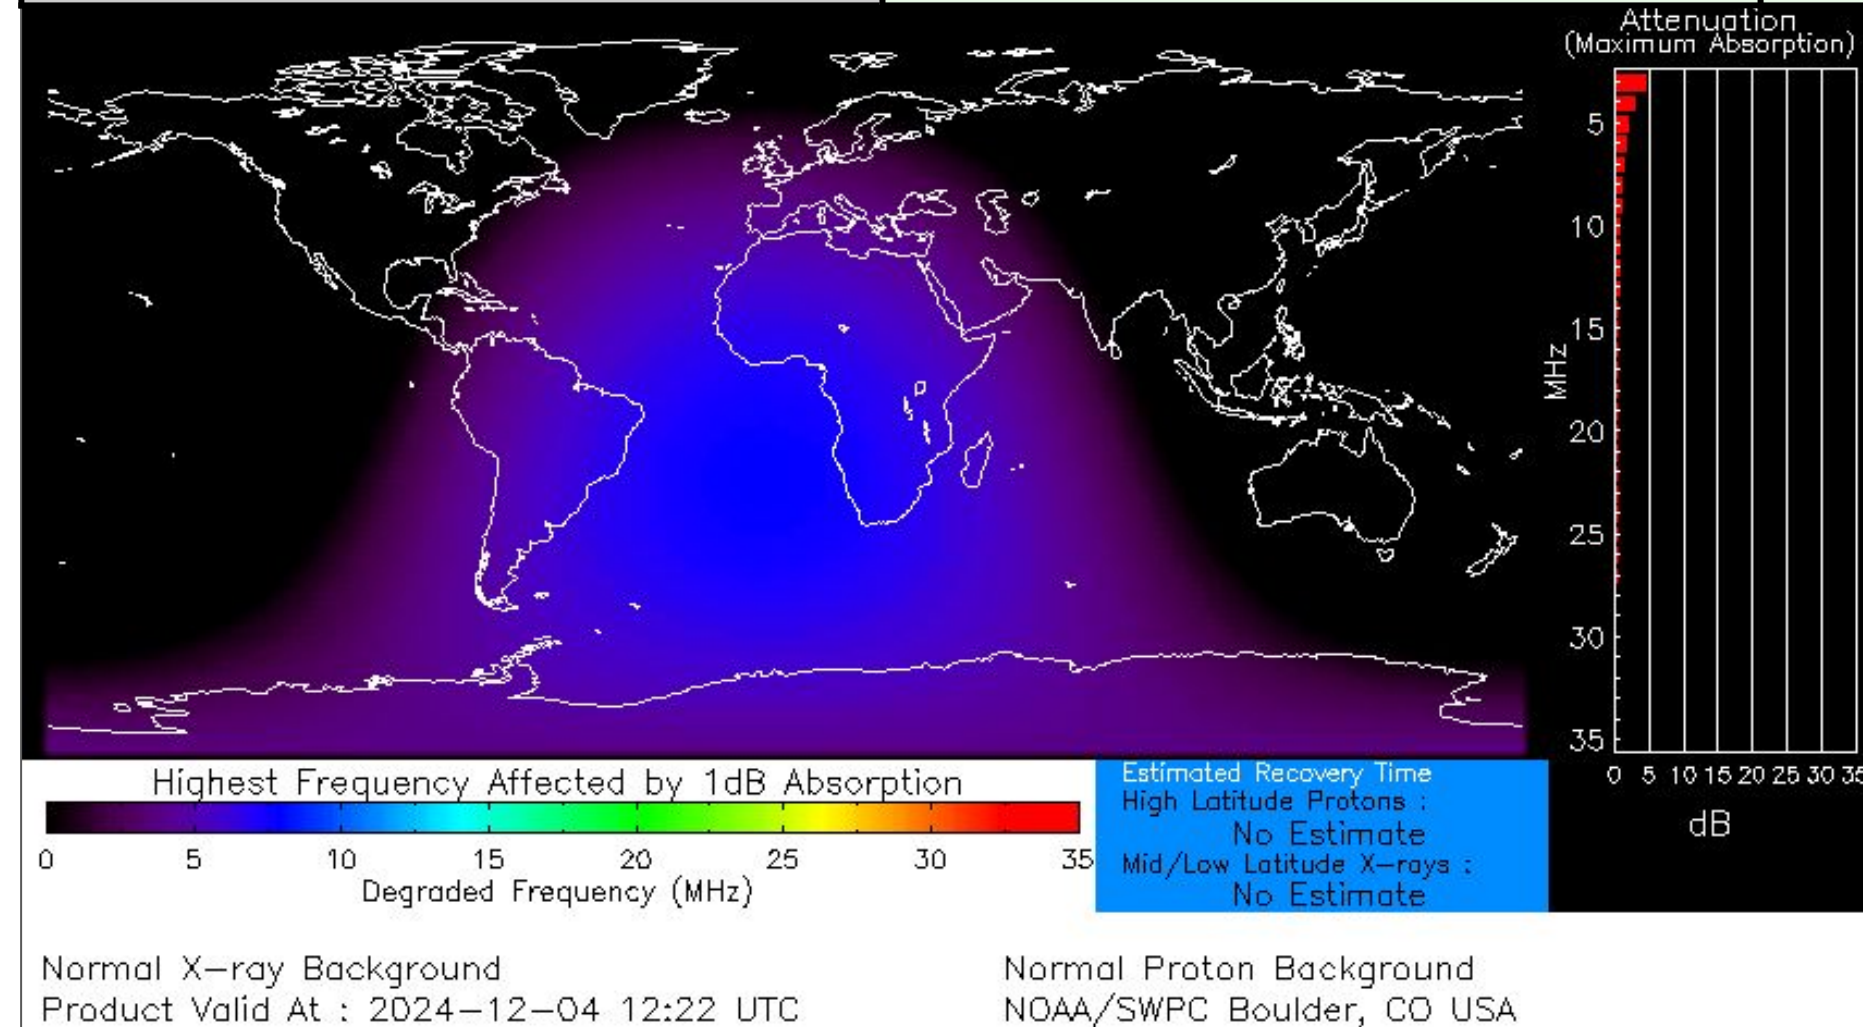 Attenuation
(Maximum Absorption)
5
10
15
20
25
30
35
MHz
0 5 10 15 20 25 30 35
dB
Highest Frequency Affected by 1dB Absorption
0 5 10 15 20 25 30 35
Degraded Frequency (MHz)
Estimated Recovery Time
High Latitude Protons :
No Estimate
Mid/Low Latitude X-rays :
No Estimate
Normal X-ray Background
Product Valid At : 2024-12-04 12:22 UTC
Normal Proton Background
NOAA/SWPC Boulder, CO USA